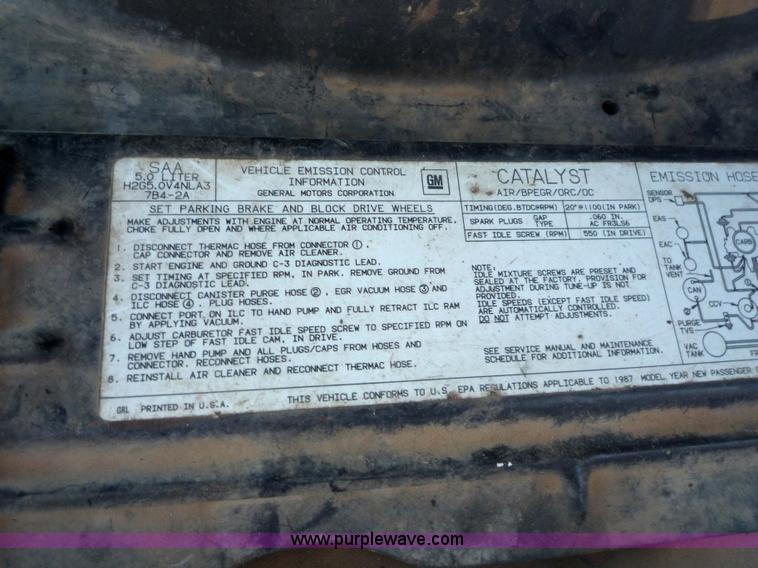 SAA
5.0 LITER
H2G5.0V4NLA3
7B4-2A
VEHICLE EMISSION CONTROL
INFORMATION
GENERAL MOTORS CORPORATION
GM
CATALYST
AIR/BPEGR/ORC/OC
EMISSION HOSE
SET PARKING BRAKE AND BLOCK DRIVE WHEELS
MAKE ADJUSTMENTS WITH ENGINE AT NORMAL OPERATING TEMPERATURE,
CHOKE FULLY OPEN AND WHERE APPLICABLE AIR CONDITIONING OFF.
1. DISCONNECT THERMAC HOSE FROM CONNECTOR ①,
CAP CONNECTOR AND REMOVE AIR CLEANER.
2. START ENGINE AND GROUND C-3 DIAGNOSTIC LEAD.
3. SET TIMING AT SPECIFIED RPM, IN PARK. REMOVE GROUND FROM
C-3 DIAGNOSTIC LEAD.
4. DISCONNECT CANISTER PURGE HOSE ②, EGR VACUUM HOSE ③ AND
ILC HOSE ④. PLUG HOSES.
5. CONNECT PORT ON ILC TO HAND PUMP AND FULLY RETRACT ILC RAM
BY APPLYING VACUUM.
6. ADJUST CARBURETOR FAST IDLE SPEED SCREW TO SPECIFIED RPM ON
LOW STEP OF FAST IDLE CAM, IN DRIVE.
7. REMOVE HAND PUMP AND ALL PLUGS/CAPS FROM HOSES AND
CONNECTOR. RECONNECT HOSES.
8. REINSTALL AIR CLEANER AND RECONNECT THERMAC HOSE.
TIMING(DEG.BTDC@RPM) 20°@1100(IN PARK)
SPARK PLUGS GAP .060 IN.
TYPE AC FR3LS6
FAST IDLE SCREW (RPM) 550 (IN DRIVE)
NOTE:
IDLE MIXTURE SCREWS ARE PRESET AND
SEALED AT THE FACTORY. PROVISION FOR
ADJUSTMENT DURING TUNE-UP IS NOT
PROVIDED.
IDLE SPEEDS (EXCEPT FAST IDLE SPEED)
ARE AUTOMATICALLY CONTROLLED.
DO NOT ATTEMPT ADJUSTMENTS.
SEE SERVICE MANUAL AND MAINTENANCE
SCHEDULE FOR ADDITIONAL INFORMATION.
SENSOR
OPS
EAS
EAC
TO
TANK
VENT
CAN
CARB
CCV
PURGE
TVS
VAC
TANK
FR
GRL PRINTED IN U.S.A.
THIS VEHICLE CONFORMS TO U.S. EPA REGULATIONS APPLICABLE TO 1987 MODEL YEAR NEW PASSENGER
www.purplewave.com